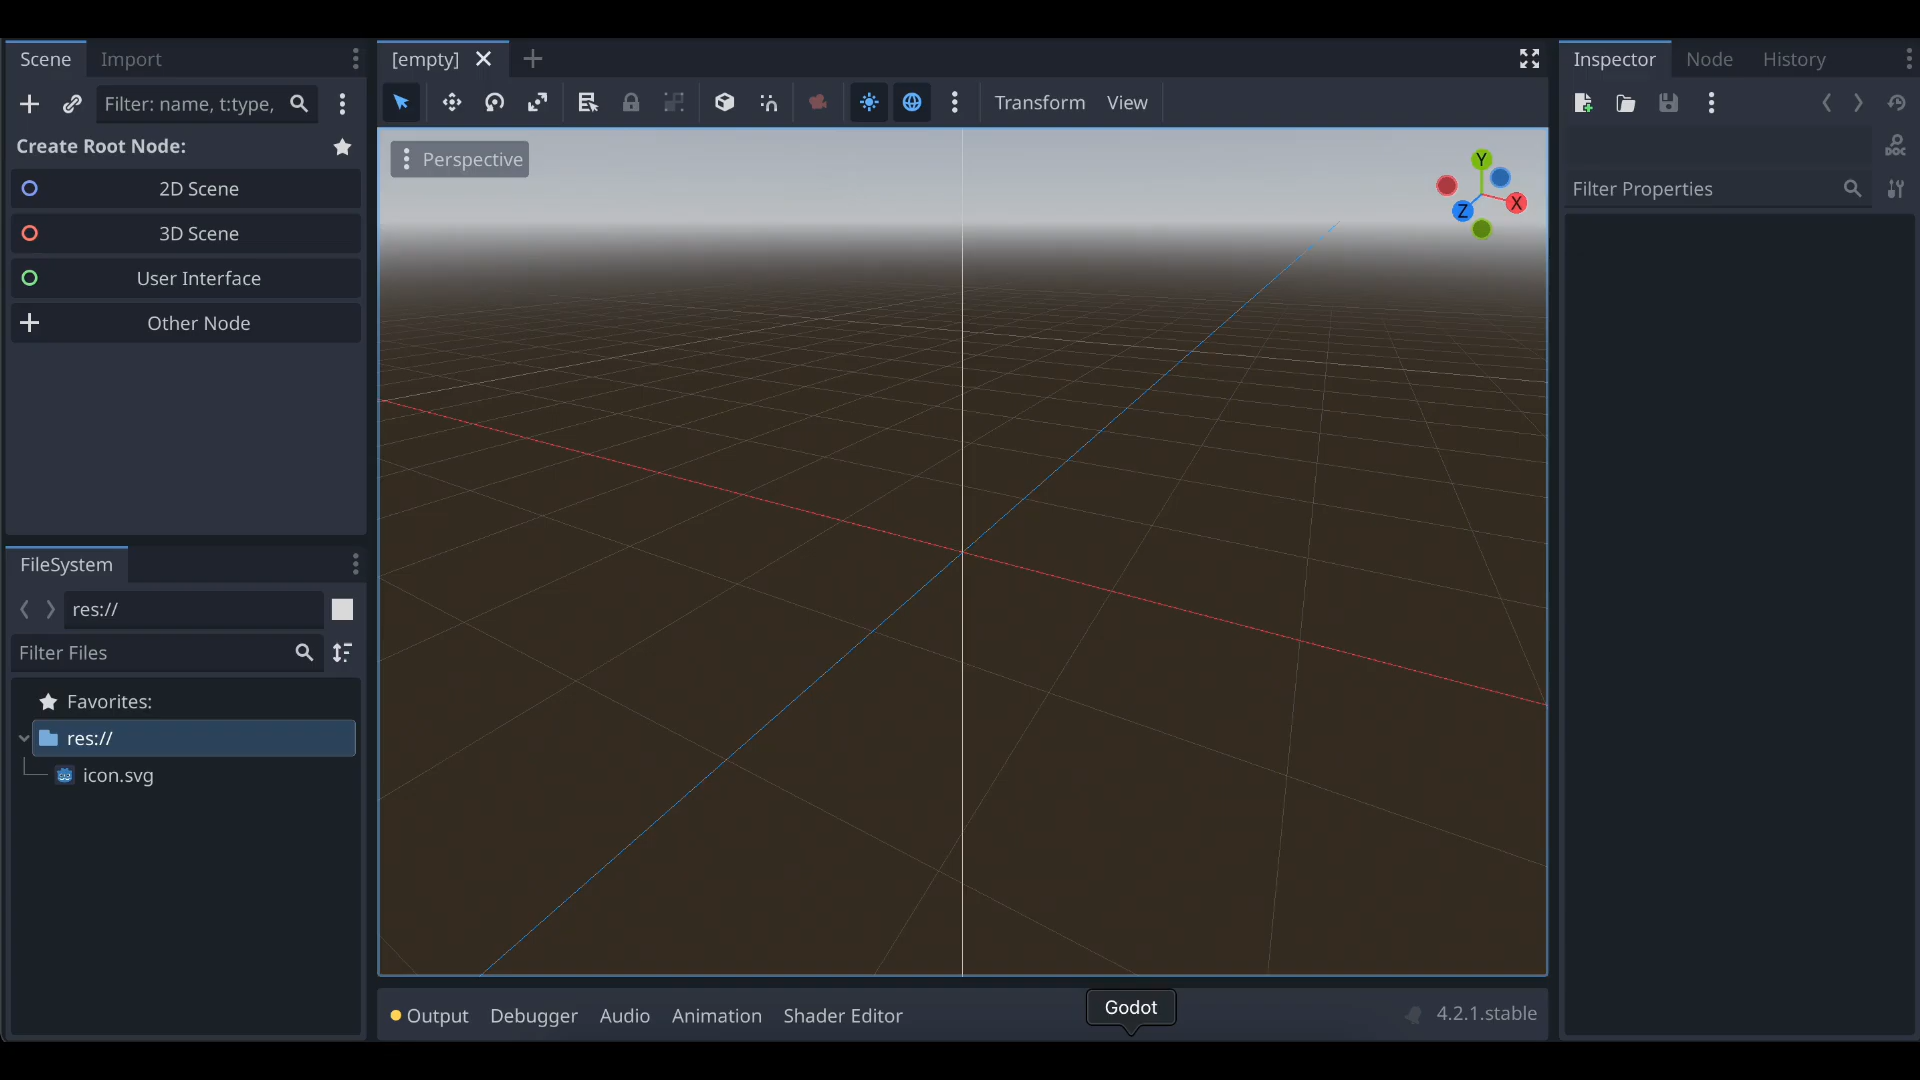 Scene Import
[empty]
Inspector Node History
Filter: name, t:type,
Transform View
Create Root Node:
Perspective
Y
X
Z
DOC
2D Scene
Filter Properties
3D Scene
User Interface
Other Node
FileSystem
res://
Filter Files
Favorites:
res://
icon.svg
Output Debugger Audio Animation Shader Editor
Godot
4.2.1.stable